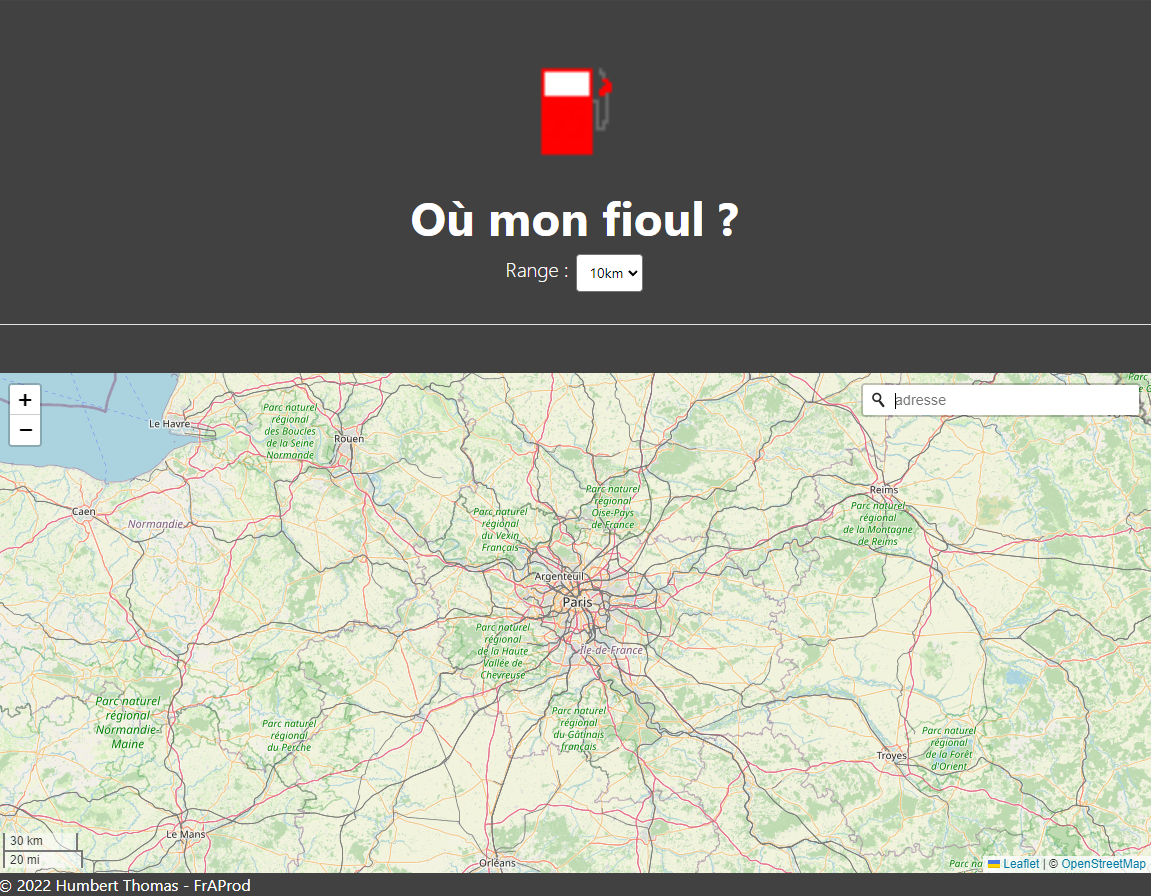 Où mon fioul ?
Range : 10km
+
−
adresse
Le Havre
Parc naturel
régional
des Boucles
de la Seine
Normande
Rouen
Caen
Normandie
Parc naturel
régional
Oise-Pays
de France
Reims
Parc naturel
régional
de la Montagne
de Reims
Parc naturel
régional
du Vexin
Français
Argenteuil
Paris
Île-de-France
Parc naturel
régional
de la Haute
Vallée de
Chevreuse
Parc naturel
régional
Normandie-
Maine
Parc naturel
régional
du Perche
Parc naturel
régional
du Gâtinais
français
Parc naturel
régional
de la Forêt
d'Orient
Troyes
Le Mans
Orléans
30 km
20 mi
Parc na
Leaflet | © OpenStreetMap
© 2022 Humbert Thomas - FrAProd